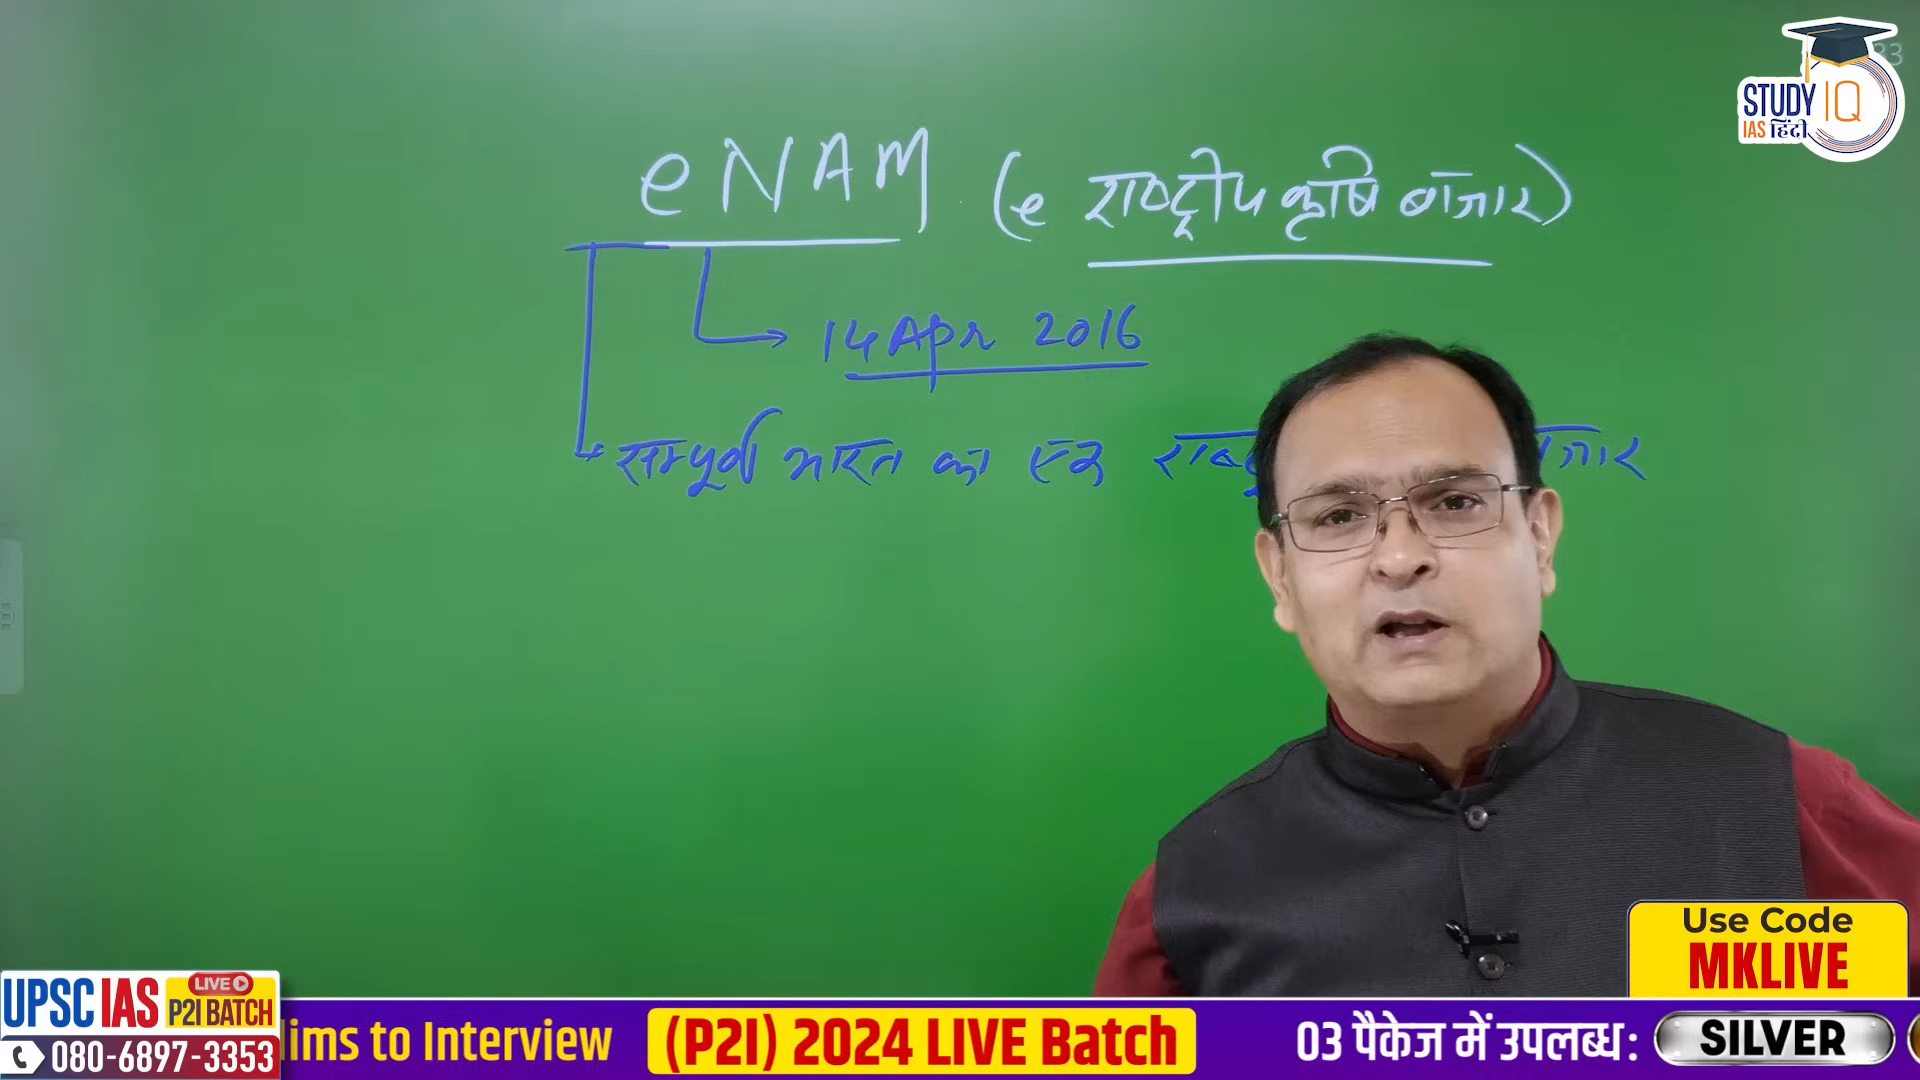 STUDY IQ
IAS हिंदी
33
eNAM (e राष्ट्रीय कृषि बाजार)
14 Apr 2016
सम्पूर्ण भारत का एक
Use Code
MKLIVE
UPSC IAS LIVE P2I BATCH
080-6897-3353
lims to Interview (P2I) 2024 LIVE Batch 03 पैकेज में उपलब्ध: SILVER